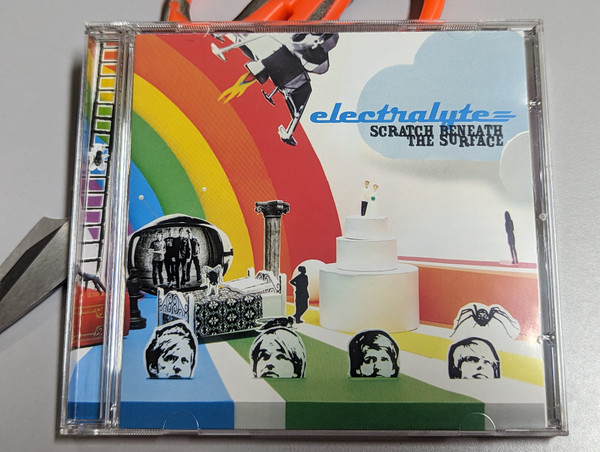 electralyte
SCRATCH BENEATH
THE SURFACE